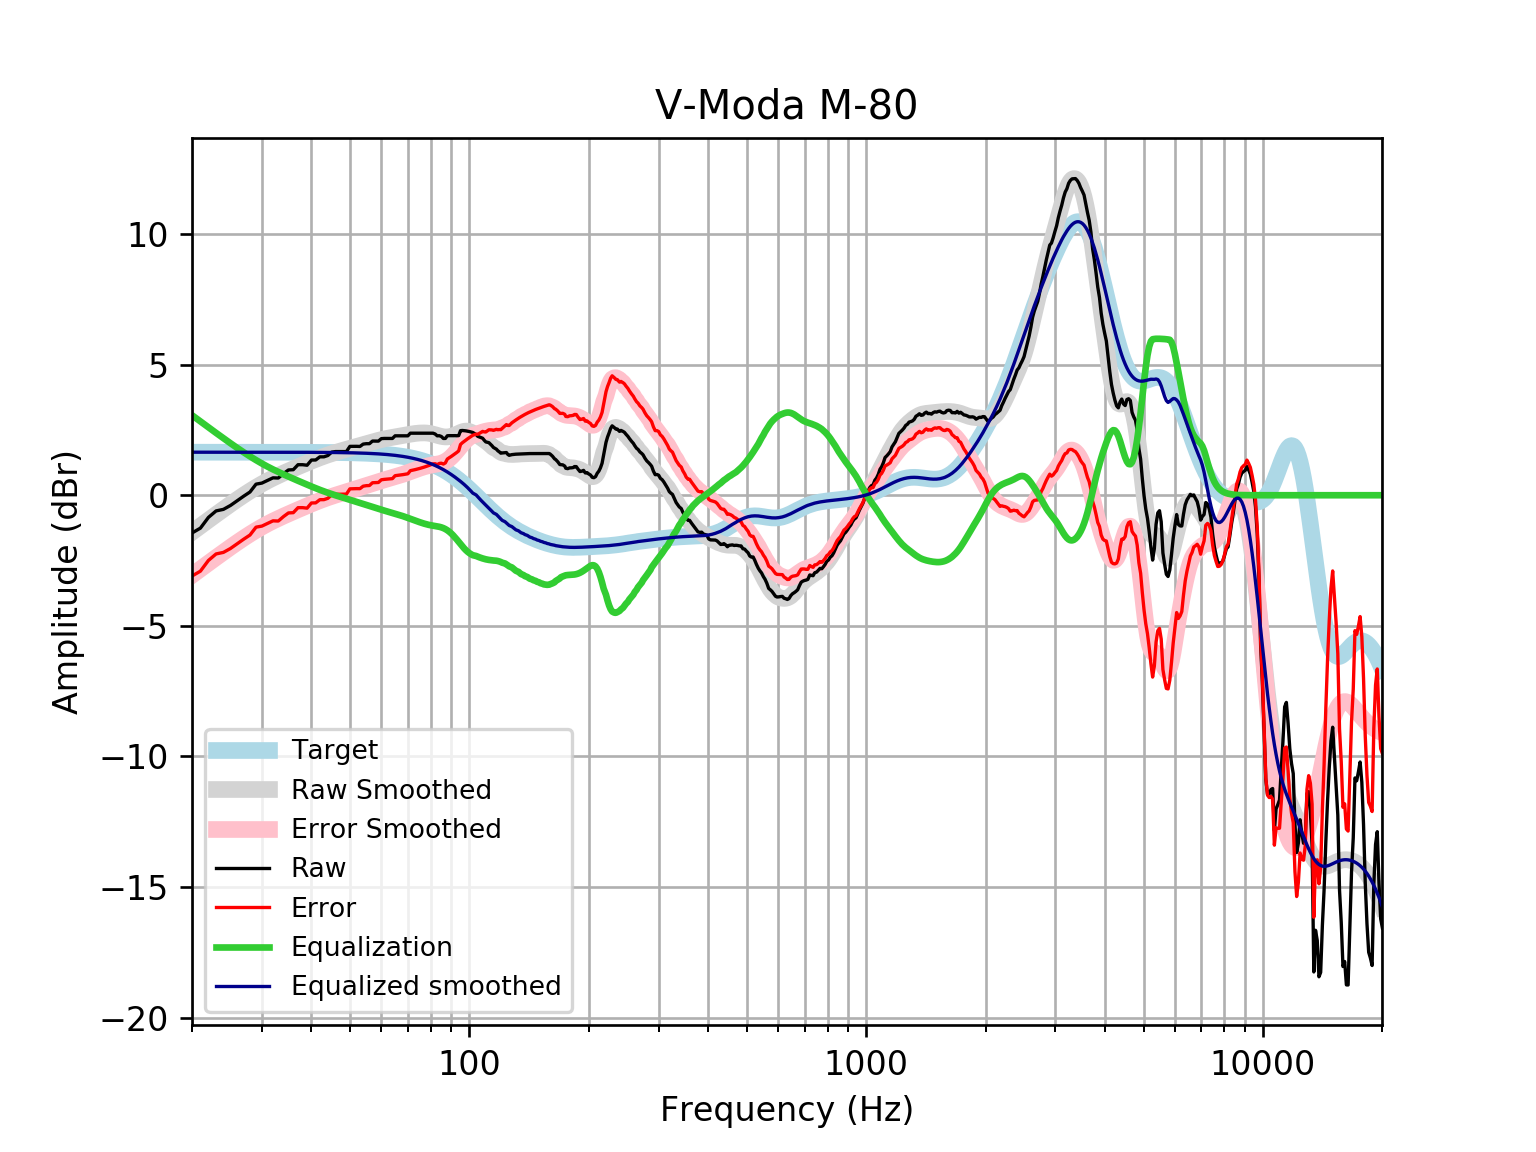 V-Moda M-80
10
5
0
−5
−10
−15
−20
Amplitude (dBr)
Target
Raw Smoothed
Error Smoothed
Raw
Error
Equalization
Equalized smoothed
100 1000 10000
Frequency (Hz)